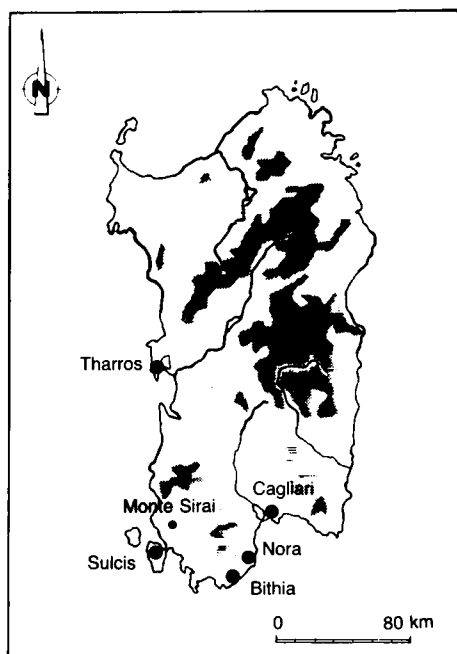 N
Tharros
Cagliari
Monte Sirai
Sulcis
Nora
Bithia
0 80 km